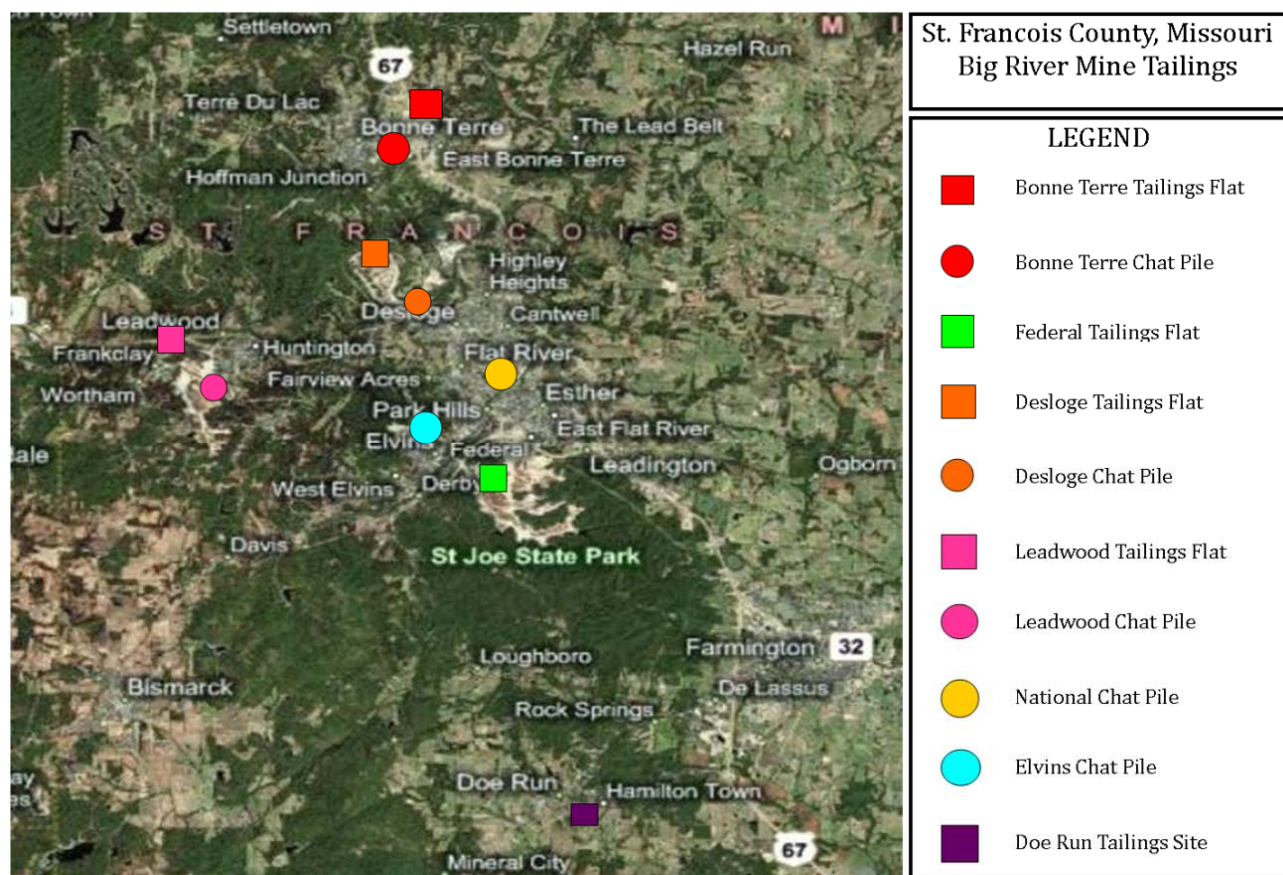 Settletown
M I
67
Hazel Run
Terre Du Lac
Bonne Terre
The Lead Belt
East Bonne Terre
Hoffman Junction
ST FRANCOIS
Highley
Heights
Desloge
Cantwell
Leadwood
Huntington
Flat River
Frankclay
Fairview Acres
Esther
Wortham
Park Hills
East Flat River
Elvins
Federal
Leadington
Ogborn
dale
West Elvins
Derby
Davis
St Joe State Park
Farmington
32
Loughboro
Bismarck
De Lassus
Rock Springs
Doe Run
Hamilton Town
67
Mineral City
St. Francois County, Missouri
Big River Mine Tailings
LEGEND
Bonne Terre Tailings Flat
Bonne Terre Chat Pile
Federal Tailings Flat
Desloge Tailings Flat
Desloge Chat Pile
Leadwood Tailings Flat
Leadwood Chat Pile
National Chat Pile
Elvins Chat Pile
Doe Run Tailings Site